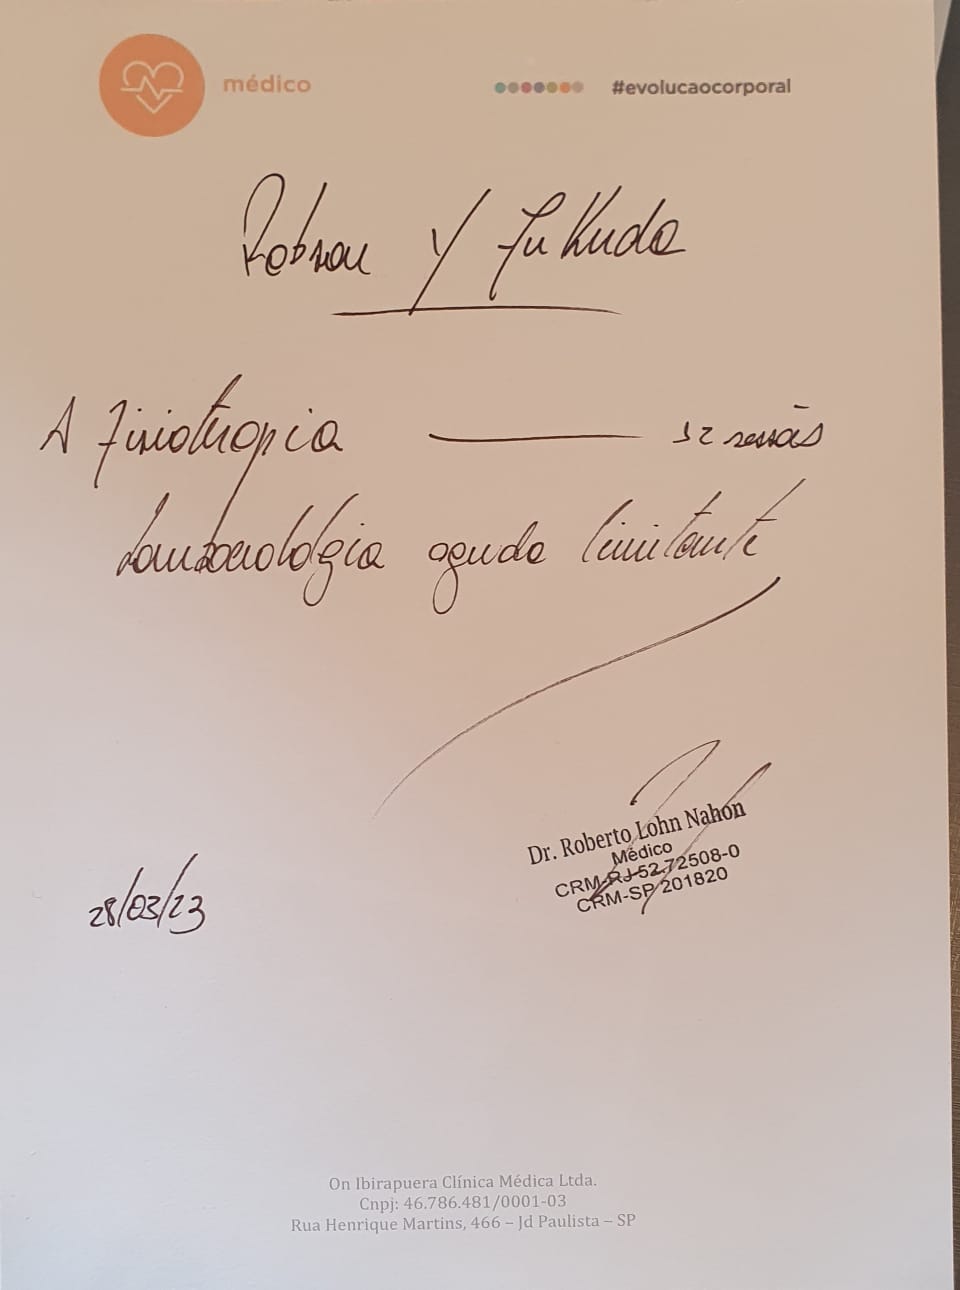 médico #evolucaocorporal
Robson Y Fukuda
A Fisioterapia 12 sessões
aguda limitante
Dr. Roberto Lohn Nahon
Médico
CRM-RJ-52.72508-0
CRM-SP 201820
28/03/23
On Ibirapuera Clínica Médica Ltda.
Cnpj: 46.786.481/0001-03
Rua Henrique Martins, 466 – Jd Paulista – SP